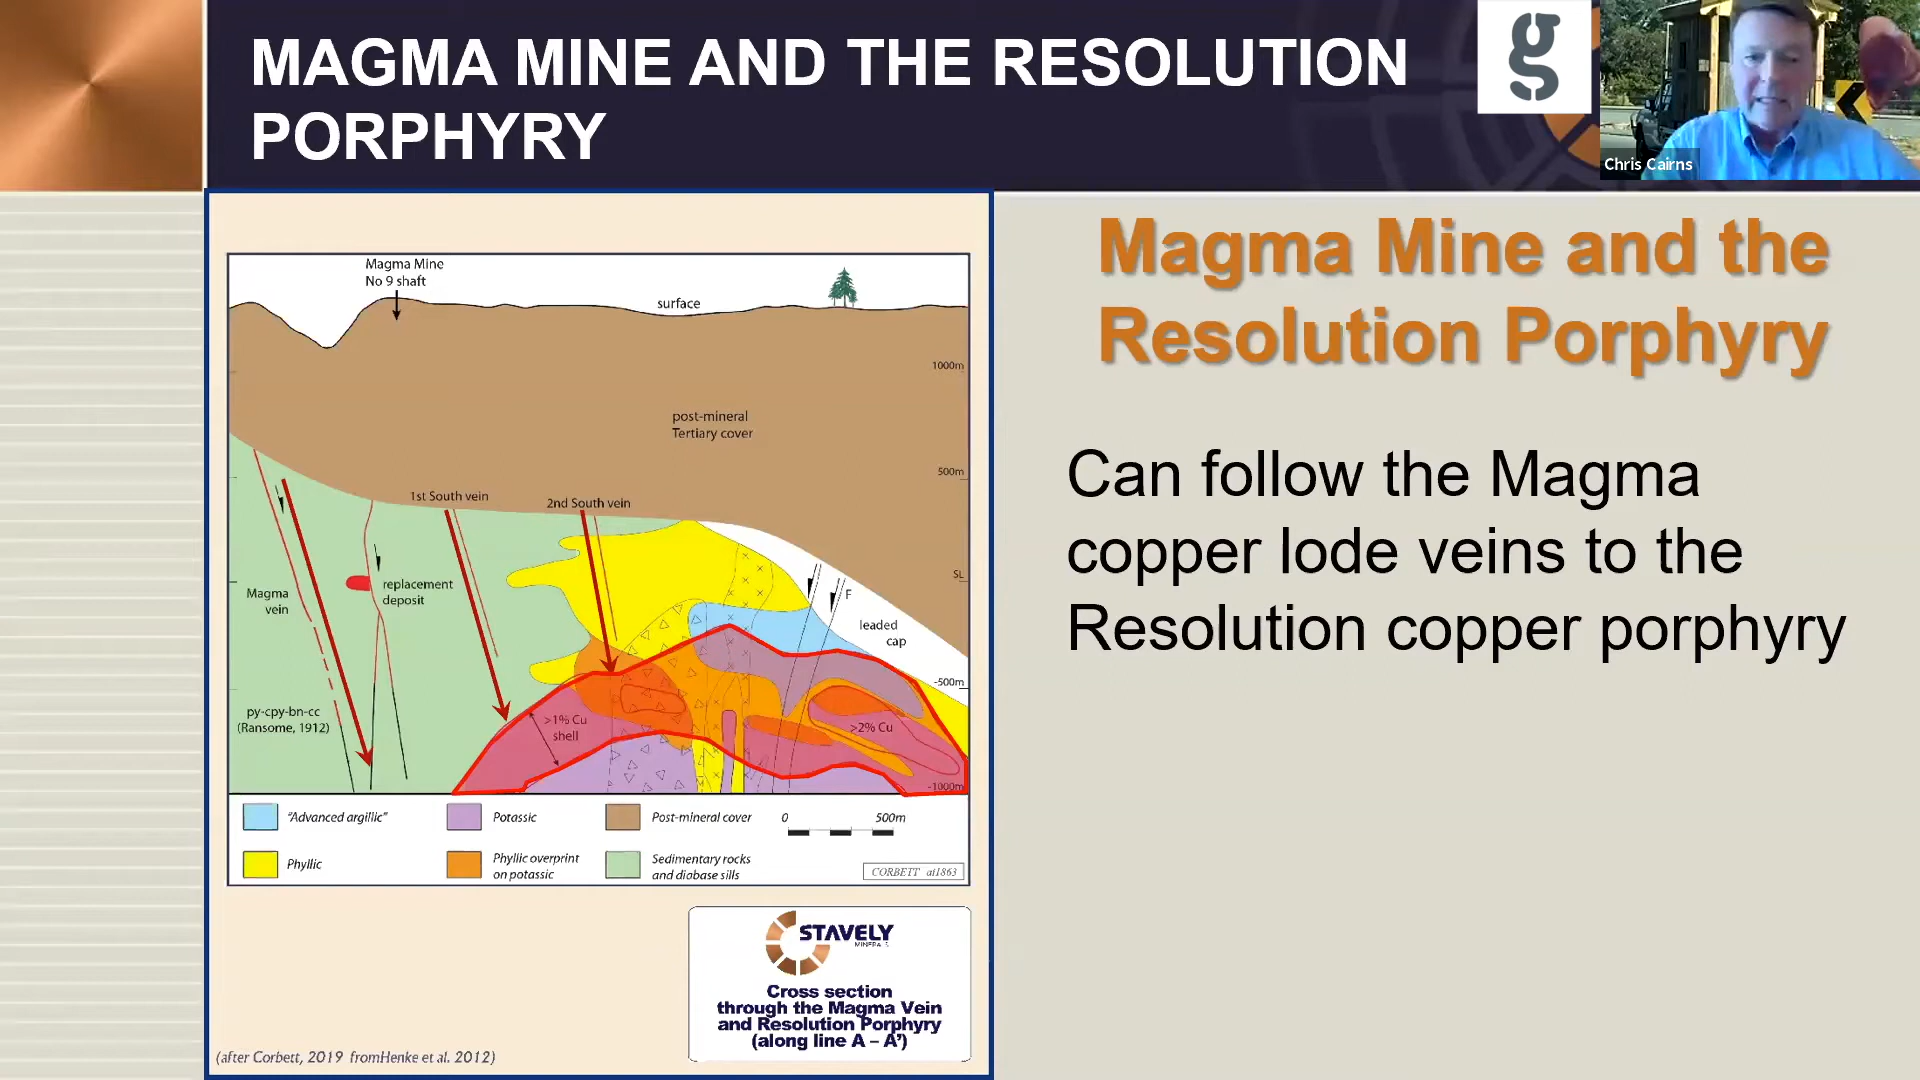 MAGMA MINE AND THE RESOLUTION
PORPHYRY
gs
Chris Cairns
Magma Mine
No 9 shaft
surface
1000m
post-mineral
Tertiary cover
500m
1st South vein
2nd South vein
SL
replacement
deposit
Magma
vein
F
leaded
cap
-500m
py-cpy-bn-cc
(Ransome, 1912)
>1% Cu
shell
>2% Cu
-1000m
"Advanced argillic"
Potassic
Post-mineral cover
0 500m
Phyllic
Phyllic overprint
on potassic
Sedimentary rocks
and diabase sills
CORBETT at1863
STAVELY
MINERALS
Cross section
through the Magma Vein
and Resolution Porphyry
(along line A – A')
(after Corbett, 2019 fromHenke et al. 2012)
Magma Mine and the
Resolution Porphyry
Can follow the Magma
copper lode veins to the
Resolution copper porphyry